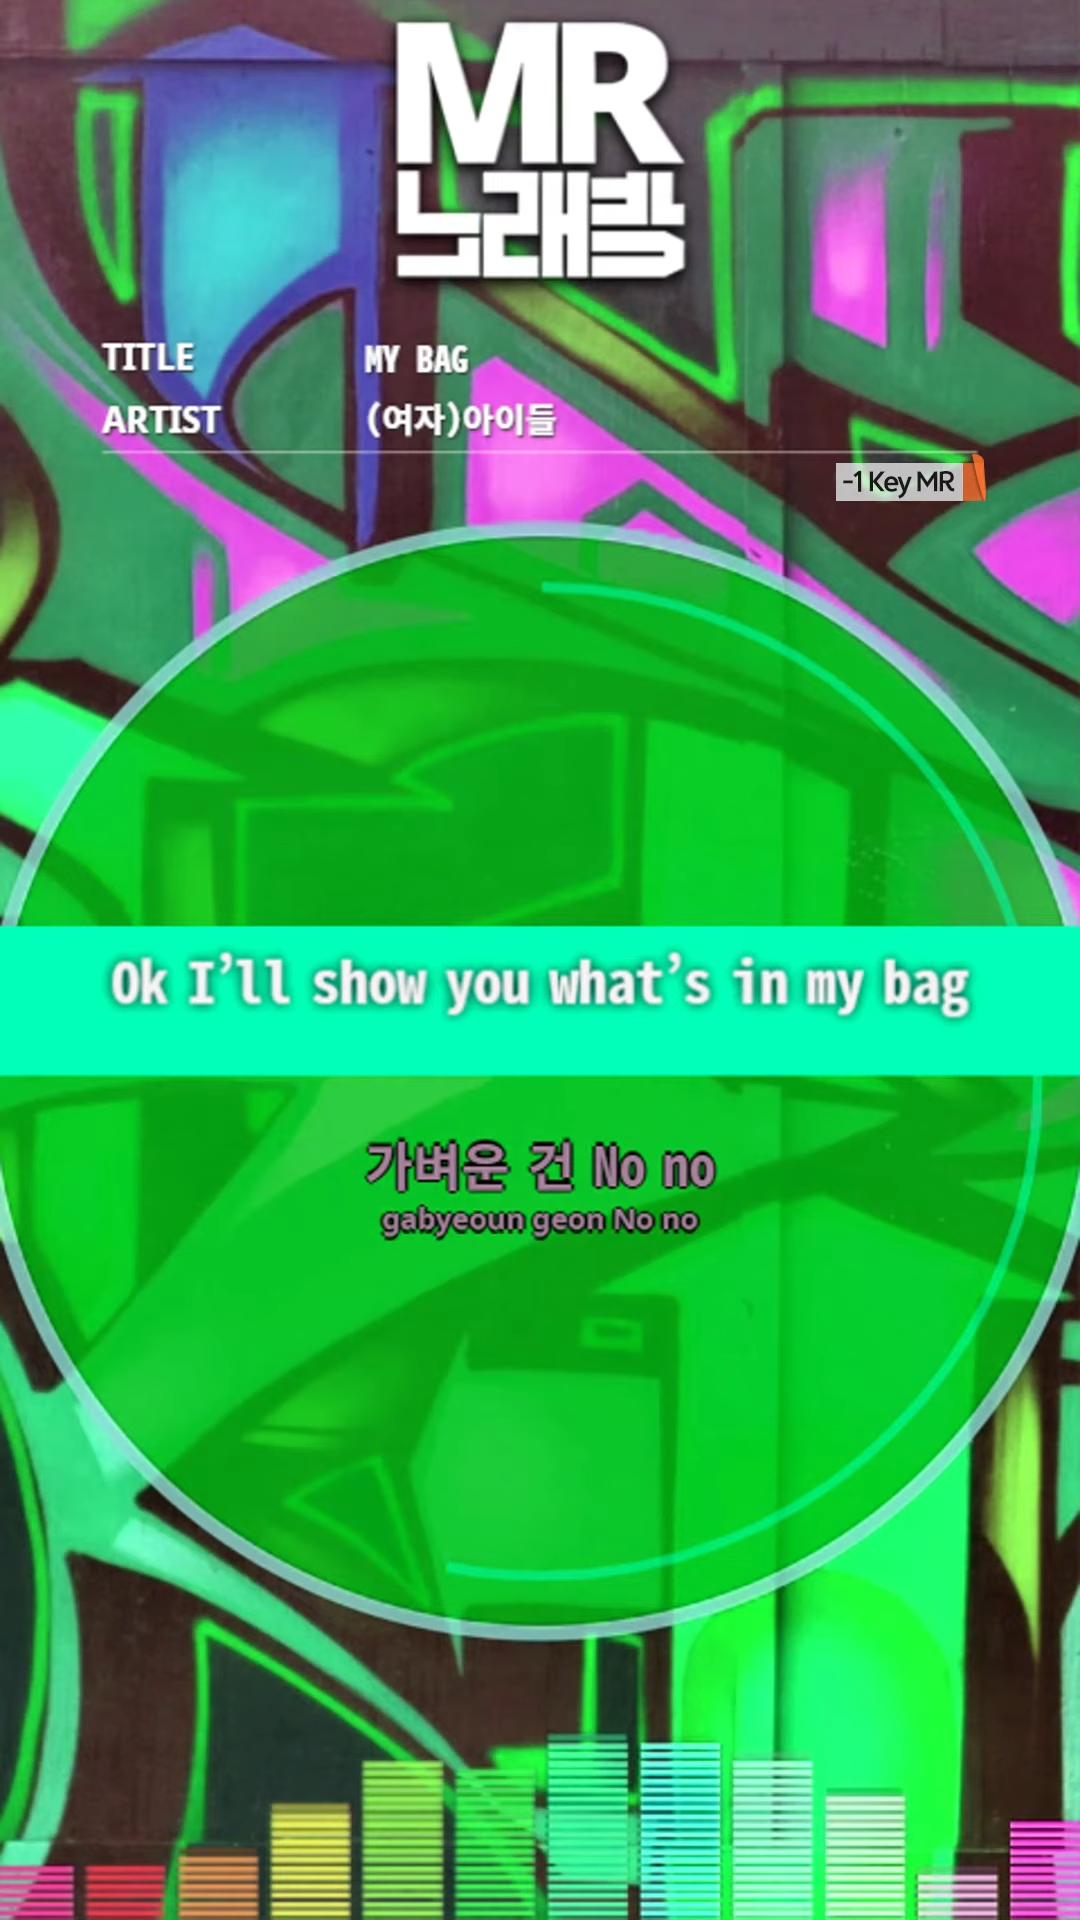 MR
노래방
TITLE MY BAG
ARTIST (여자)아이들
-1 Key MR
Ok I’ll show you what’s in my bag
가벼운 건 No no
gabyeoun geon No no